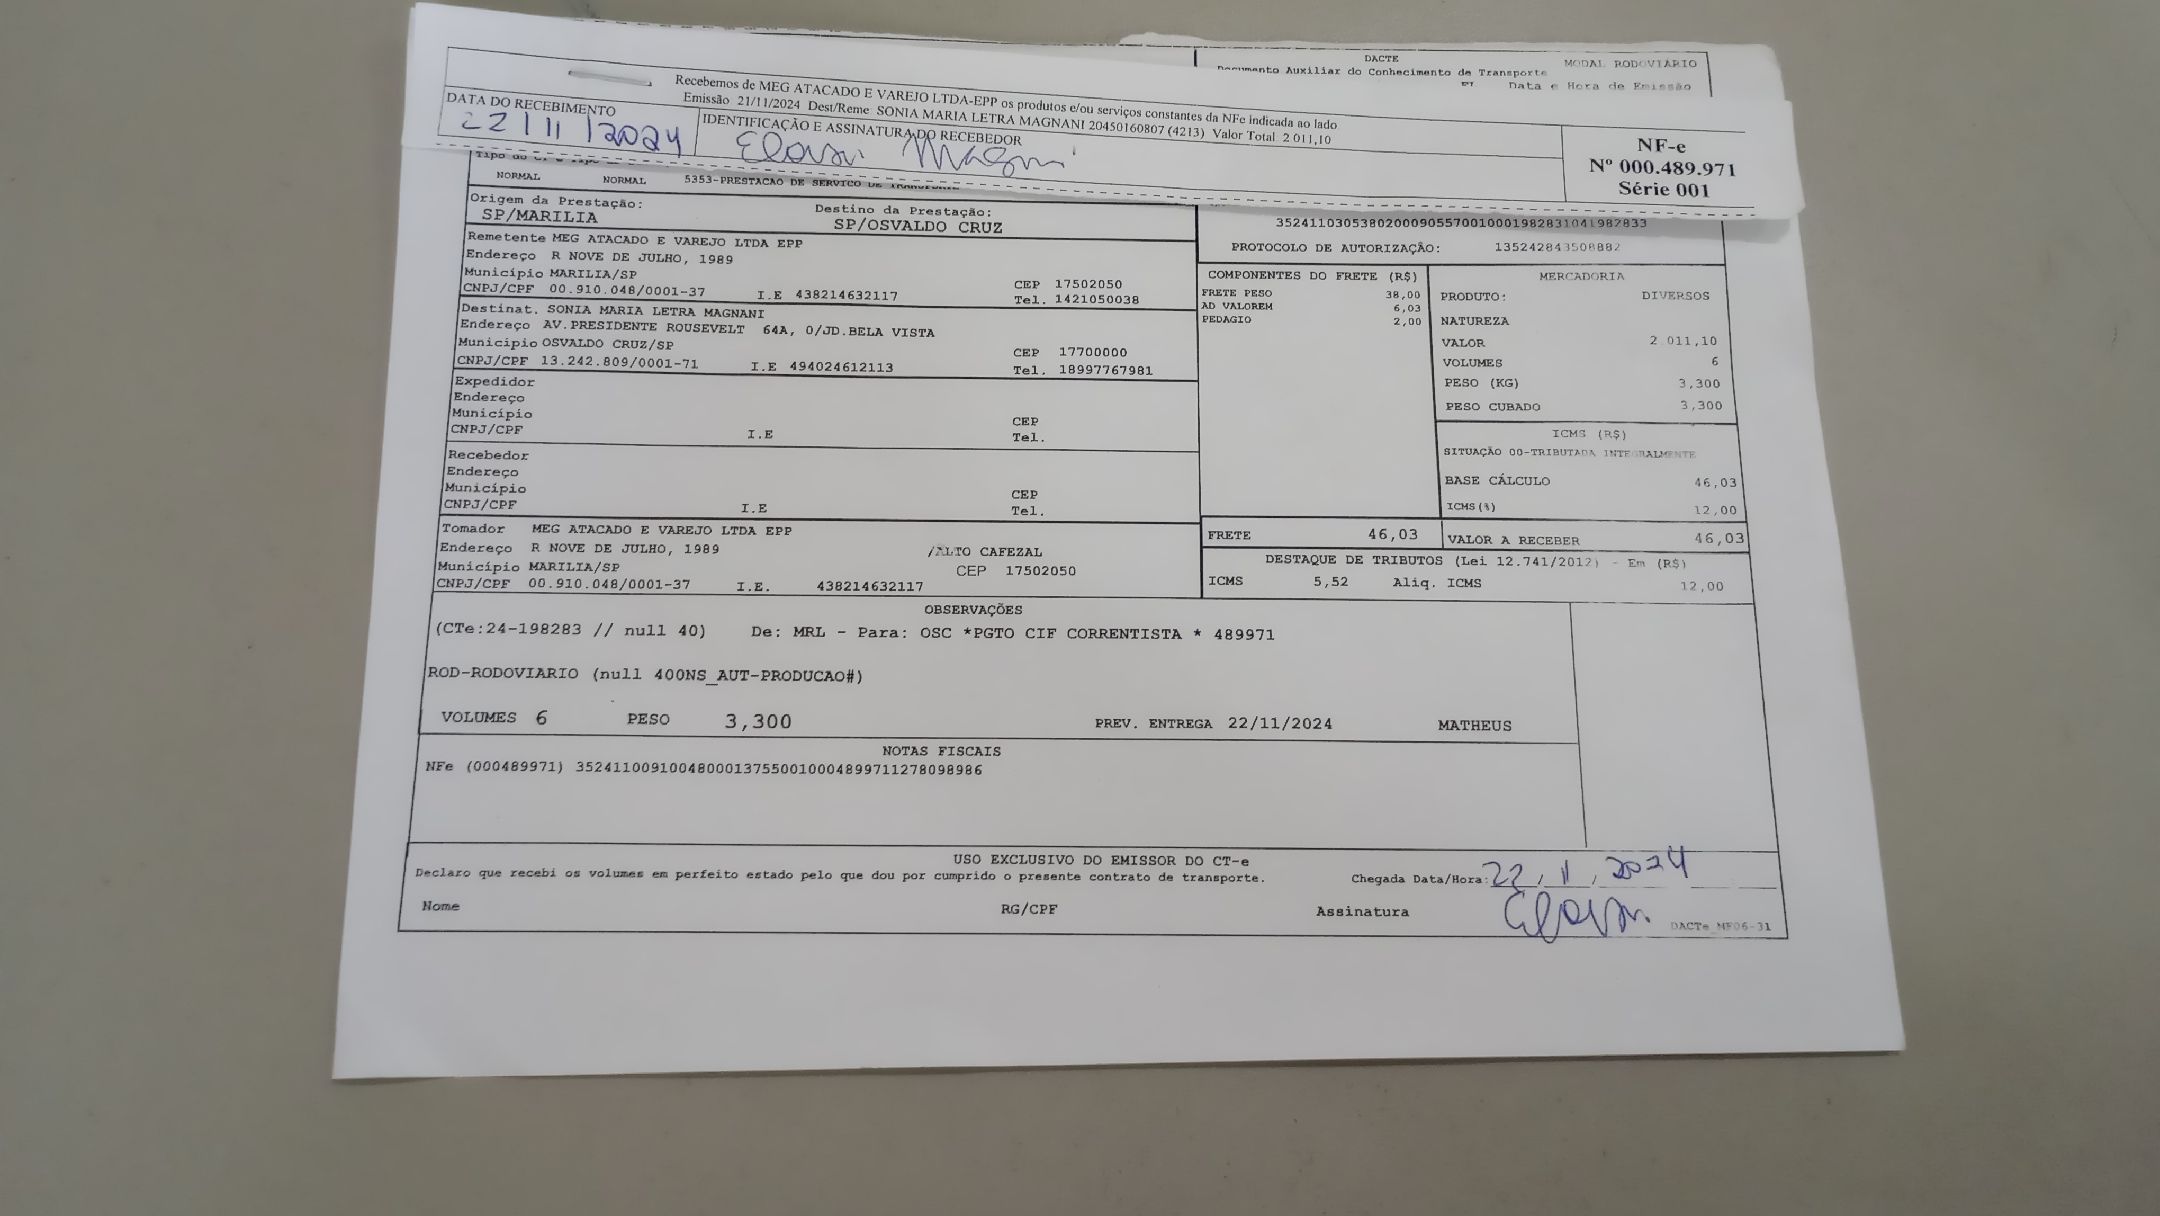 DACTE
MODAL RODOVIÁRIO
Documento Auxiliar do Conhecimento de Transporte
Data e Hora de Emissão
Recebemos de MEG ATACADO E VAREJO LTDA-EPP os produtos e/ou serviços constantes da NFe indicada ao lado
Emissão 21/11/2024 Dest/Reme SONIA MARIA LETRA MAGNANI 20450160807 (4213) Valor Total 2 011,10
DATA DO RECEBIMENTO
22/11/2024
IDENTIFICAÇÃO E ASSINATURA DO RECEBEDOR
NF-e
Nº 000.489.971
Série 001
NORMAL NORMAL 5353-PRESTACAO DE SERVICO DE TRANSPORTE
Origem da Prestação: Destino da Prestação:
SP/MARILIA SP/OSVALDO CRUZ
PROTOCOLO DE AUTORIZAÇÃO: 135242843508882
Remetente MEG ATACADO E VAREJO LTDA EPP
Endereço R NOVE DE JULHO, 1989
Município MARILIA/SP CEP 17502050
CNPJ/CPF 00.910.048/0001-37 I.E 438214632117 Tel. 1421050038
Destinat. SONIA MARIA LETRA MAGNANI
Endereço AV.PRESIDENTE ROUSEVELT 64A, 0/JD.BELA VISTA
Municipio OSVALDO CRUZ/SP CEP 17700000
CNPJ/CPF 13.242.809/0001-71 I.E 494024612113 Tel. 18997767981
Expedidor
Endereço
Município CEP
CNPJ/CPF I.E Tel.
Recebedor
Endereço
Município CEP
CNPJ/CPF I.E Tel.
Tomador MEG ATACADO E VAREJO LTDA EPP
Endereço R NOVE DE JULHO, 1989 /ALTO CAFEZAL
Município MARILIA/SP CEP 17502050
CNPJ/CPF 00.910.048/0001-37 I.E. 438214632117
COMPONENTES DO FRETE (R$)
FRETE PESO 38,00
AD VALOREM 6,03
PEDAGIO 2,00
MERCADORIA
PRODUTO: DIVERSOS
NATUREZA
VALOR 2.011,10
VOLUMES 6
PESO (KG) 3,300
PESO CUBADO 3,300
ICMS (R$)
SITUAÇÃO 00-TRIBUTADA INTEGRALMENTE
BASE CÁLCULO 46,03
ICMS(%) 12,00
FRETE 46,03 VALOR A RECEBER 46,03
DESTAQUE DE TRIBUTOS (Lei 12.741/2012) - Em (R$)
ICMS 5,52 Aliq. ICMS 12,00
OBSERVAÇÕES
(CTe:24-198283 // null 40) De: MRL - Para: OSC *PGTO CIF CORRENTISTA * 489971
ROD-RODOVIARIO (null 400NS_AUT-PRODUCAO#)
VOLUMES 6 PESO 3,300 PREV. ENTREGA 22/11/2024 MATHEUS
NOTAS FISCAIS
NFe (000489971) 35241100910048000137550010004899711278098986
USO EXCLUSIVO DO EMISSOR DO CT-e
Declaro que recebi os volumes em perfeito estado pelo que dou por cumprido o presente contrato de transporte. Chegada Data/Hora: 22/11/2024
Nome RG/CPF Assinatura
DACTe_MF06-31